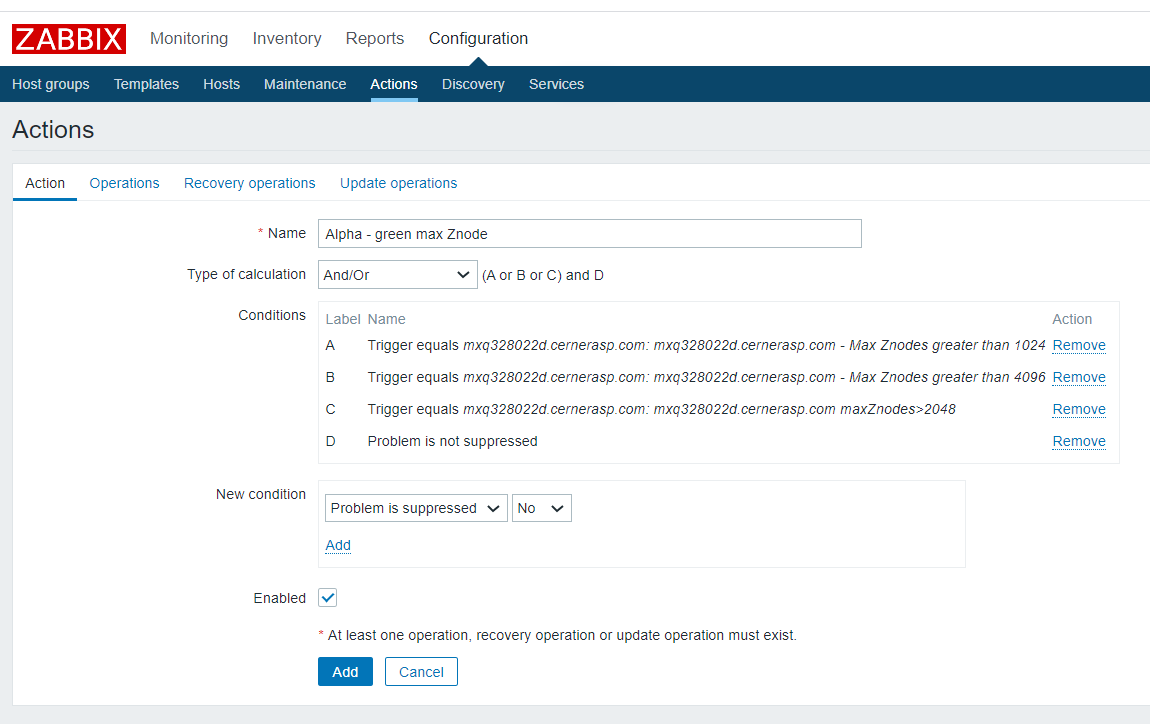 ZABBIX Monitoring Inventory Reports Configuration
Host groups Templates Hosts Maintenance Actions Discovery Services
Actions
Action Operations Recovery operations Update operations
* Name Alpha - green max Znode
Type of calculation And/Or (A or B or C) and D
Conditions
Label Name Action
A Trigger equals mxq328022d.cernerasp.com: mxq328022d.cernerasp.com - Max Znodes greater than 1024 Remove
B Trigger equals mxq328022d.cernerasp.com: mxq328022d.cernerasp.com - Max Znodes greater than 4096 Remove
C Trigger equals mxq328022d.cernerasp.com: mxq328022d.cernerasp.com maxZnodes>2048 Remove
D Problem is not suppressed Remove
New condition
Problem is suppressed No
Add
Enabled
* At least one operation, recovery operation or update operation must exist.
Add Cancel